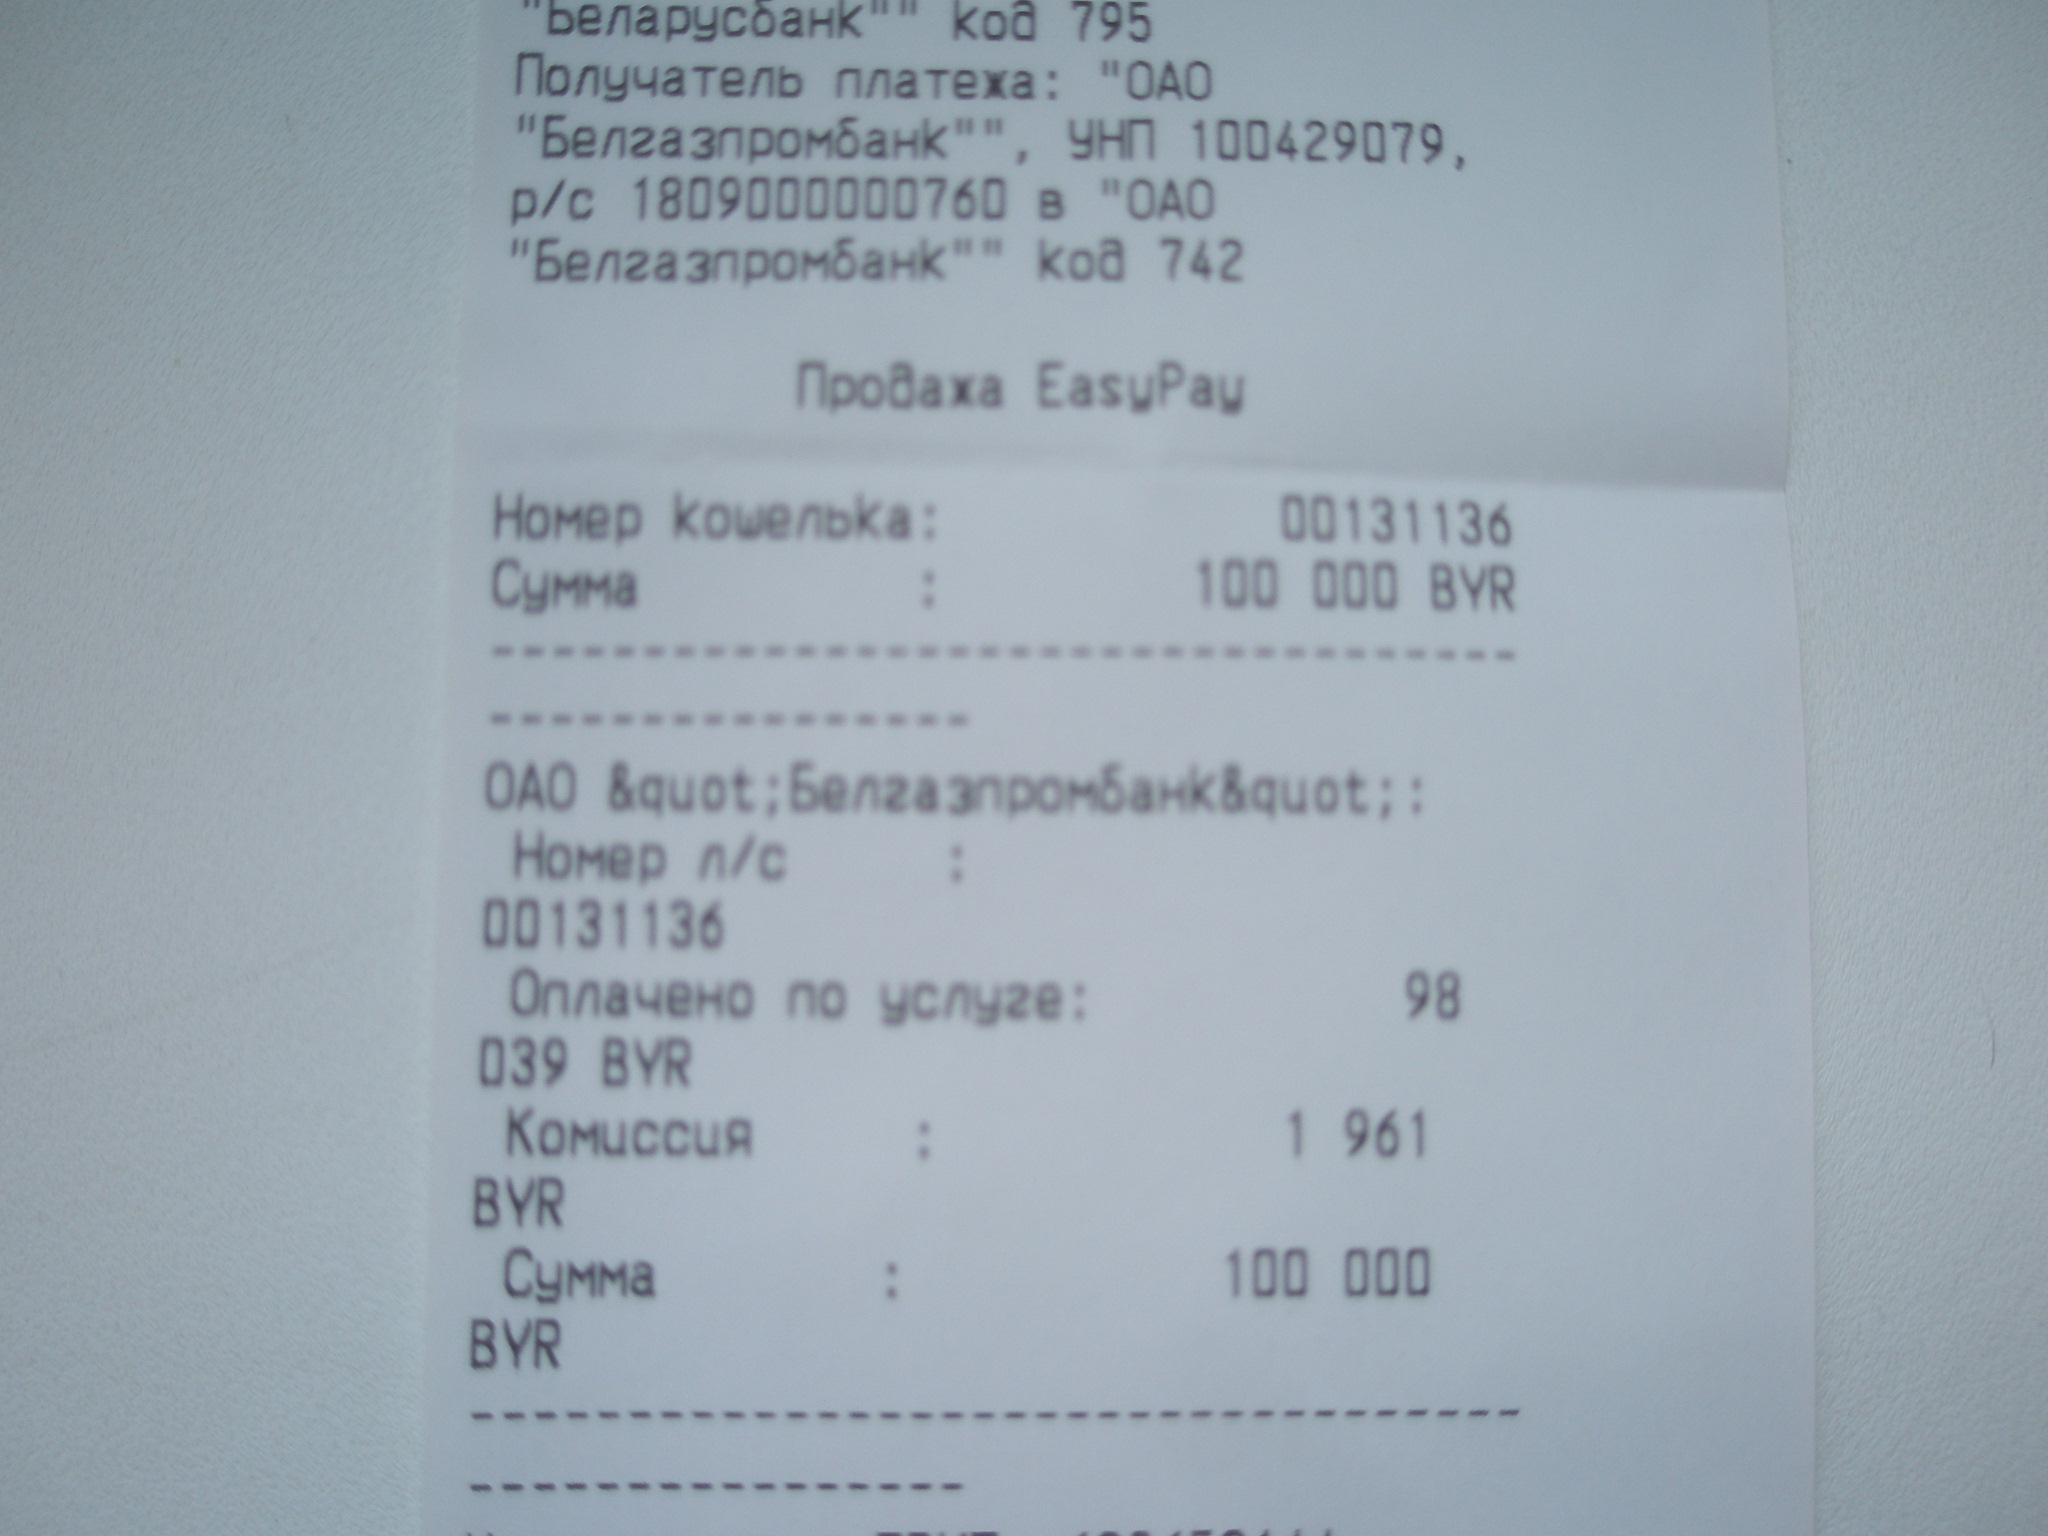 "Беларусбанк"" код 795
Получатель платежа: "ОАО
"Белгазпромбанк"", УНП 100429079,
р/с 1809000000760 в "ОАО
"Белгазпромбанк"" код 742
Продажа EasyPay
Номер кошелька: 00131136
Сумма : 100 000 BYR
-----------------------------------
----------------
ОАО &quot;Белгазпромбанк&quot;:
Номер л/с :
00131136
Оплачено по услуге: 98
039 BYR
Комиссия : 1 961
BYR
Сумма : 100 000
BYR
-----------------------------------
----------------